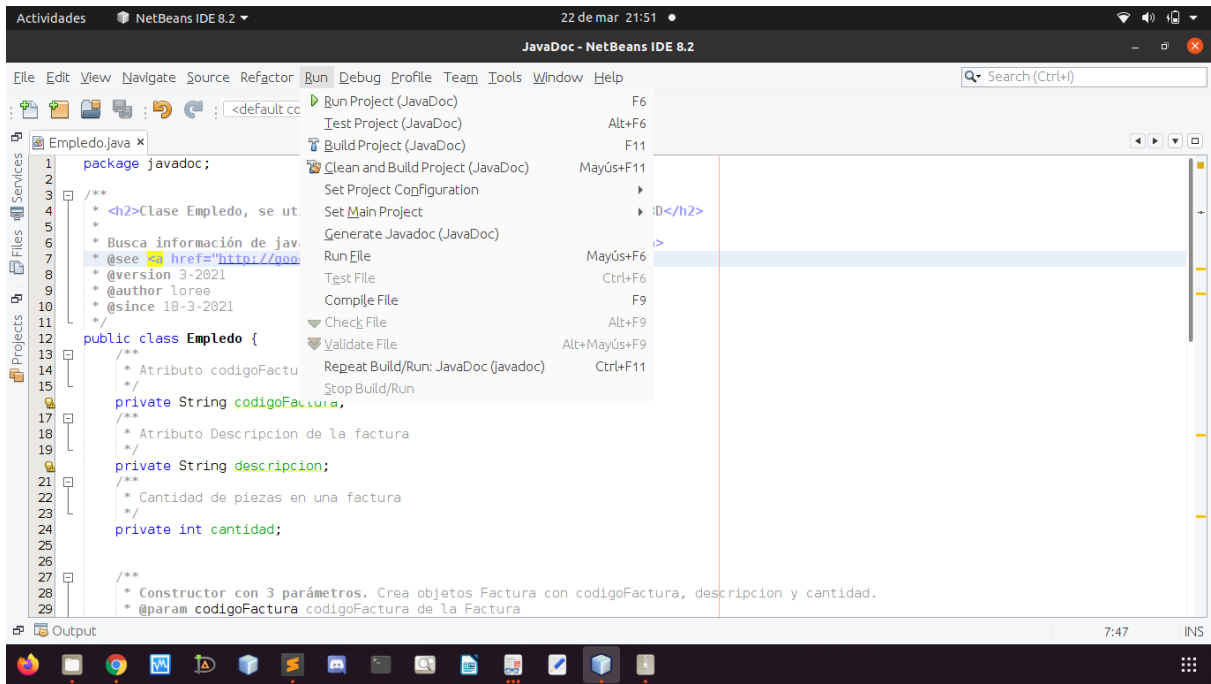 Actividades NetBeans IDE 8.2 22 de mar 21:51
JavaDoc - NetBeans IDE 8.2
File Edit View Navigate Source Refactor Run Debug Profile Team Tools Window Help Search (Ctrl+I)
<default co
Run Project (JavaDoc) F6
Test Project (JavaDoc) Alt+F6
Build Project (JavaDoc) F11
Clean and Build Project (JavaDoc) Mayús+F11
Set Project Configuration
Set Main Project
Generate Javadoc (JavaDoc)
Run File Mayús+F6
Test File Ctrl+F6
Compile File F9
Check File Alt+F9
Validate File Alt+Mayús+F9
Repeat Build/Run: JavaDoc (javadoc) Ctrl+F11
Stop Build/Run
Services
Files
Projects
Empledo.java
1 package javadoc;
2
3 /**
4 * <h2>Clase Empledo, se ut D</h2>
5 *
6 * Busca información de jav >
7 * @see <a href="http://goo
8 * @version 3-2021
9 * @author loree
10 * @since 18-3-2021
11 */
12 public class Empledo {
13 /**
14 * Atributo codigoFactu
15 */
private String codigoFactura;
17 /**
18 * Atributo Descripcion de la factura
19 */
private String descripcion;
21 /**
22 * Cantidad de piezas en una factura
23 */
24 private int cantidad;
25
26
27 /**
28 * Constructor con 3 parámetros. Crea objetos Factura con codigoFactura, descripcion y cantidad.
29 * @param codigoFactura codigoFactura de la Factura
Output 7:47 INS